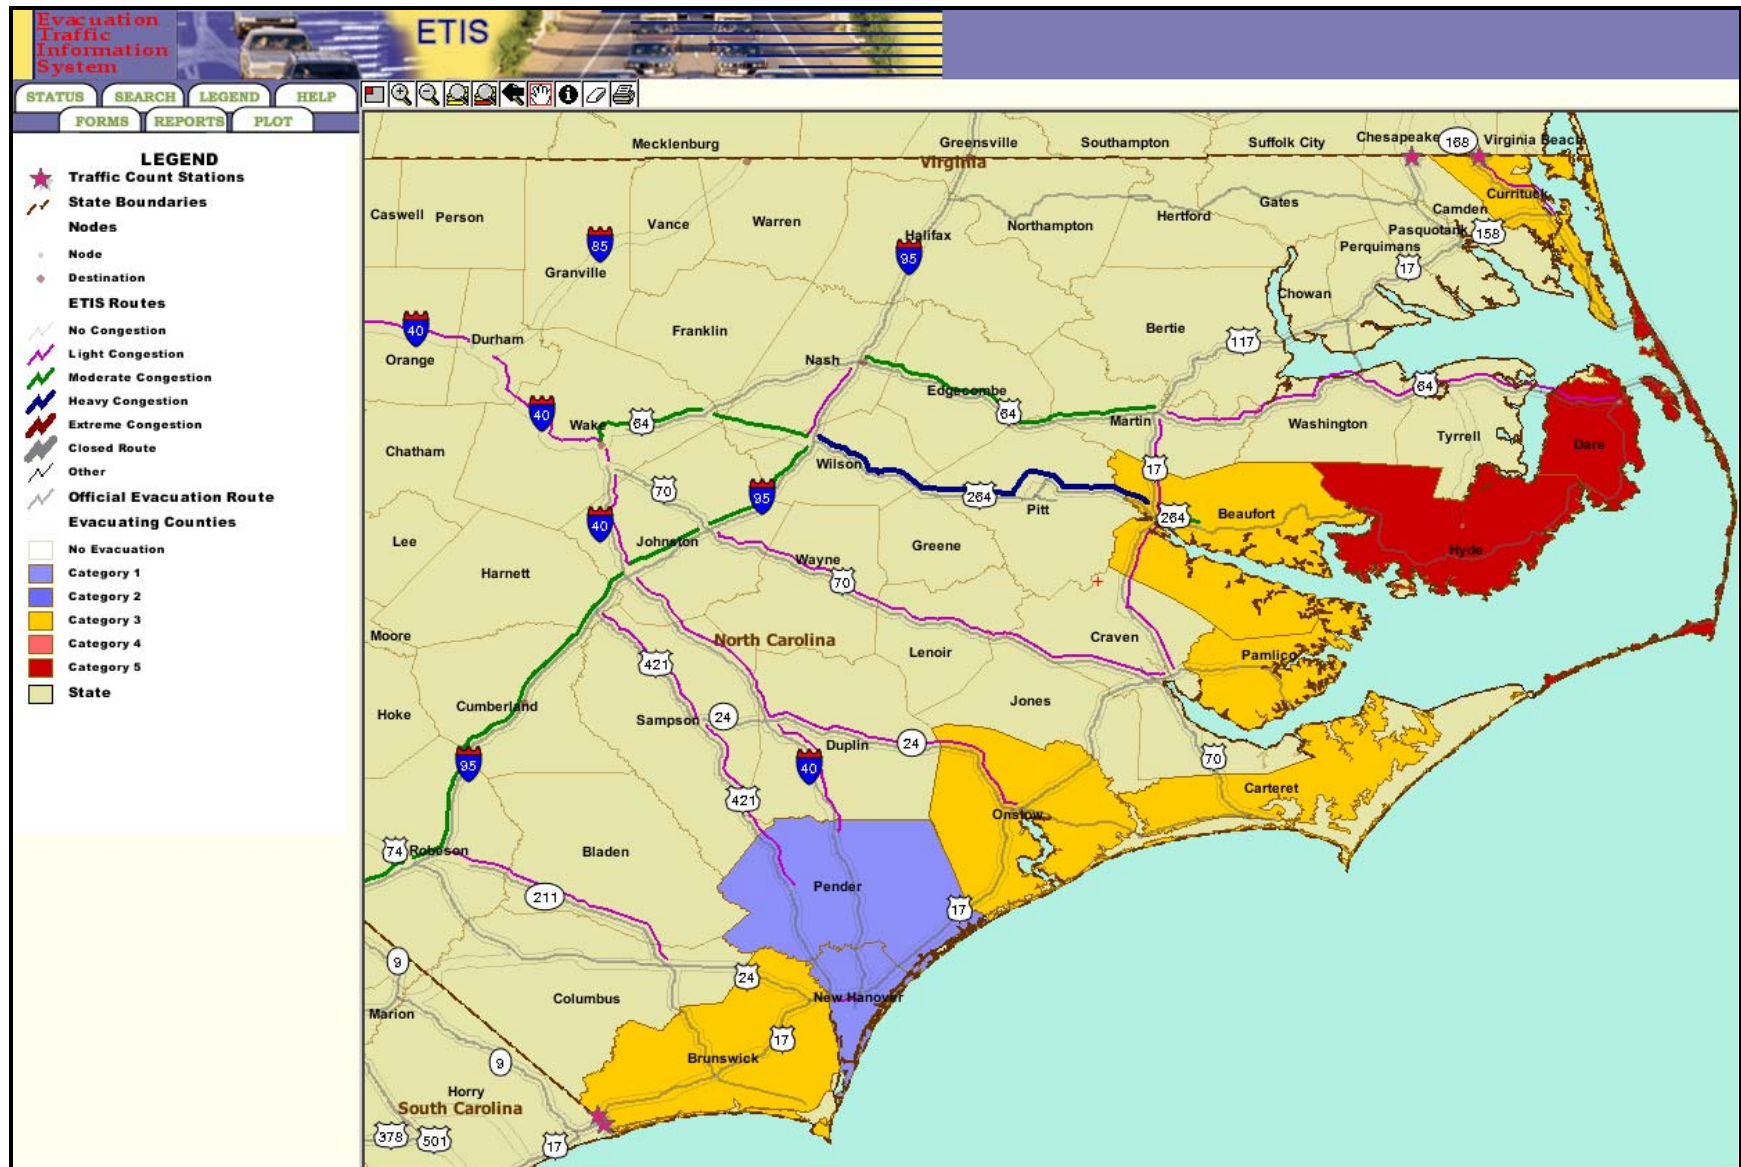 Evacuation
Traffic
Information
System
ETIS
STATUS SEARCH LEGEND HELP
FORMS REPORTS PLOT
LEGEND
Traffic Count Stations
State Boundaries
Nodes
Node
Destination
ETIS Routes
No Congestion
Light Congestion
Moderate Congestion
Heavy Congestion
Extreme Congestion
Closed Route
Other
Official Evacuation Route
Evacuating Counties
No Evacuation
Category 1
Category 2
Category 3
Category 4
Category 5
State
Mecklenburg Greensville Southampton Suffolk City Chesapeake 168 Virginia Beach
Virginia
Caswell Person Vance Warren Halifax Northampton Hertford Gates Camden Currituck
85 95 Pasquotank 158
Granville Perquimans 17
Chowan
40 Durham Franklin Bertie 117
Orange Nash
Edgecombe 64 Martin 64
40 Wake 64 Washington Tyrrell Dare
Chatham Wilson 17
70 95 264 Pitt 264 Beaufort
40 Johnston Greene Hyde
Lee Harnett Wayne 70
Moore North Carolina Craven
421 Lenoir Pamlico
Hoke Cumberland Sampson 24 Jones
Duplin 24
95 40 70
421 Carteret
Onslow
74 Robeson Bladen
211 Pender 17
9 24
Columbus New Hanover
Marion 17
9 Brunswick
Horry
South Carolina
378 501 17